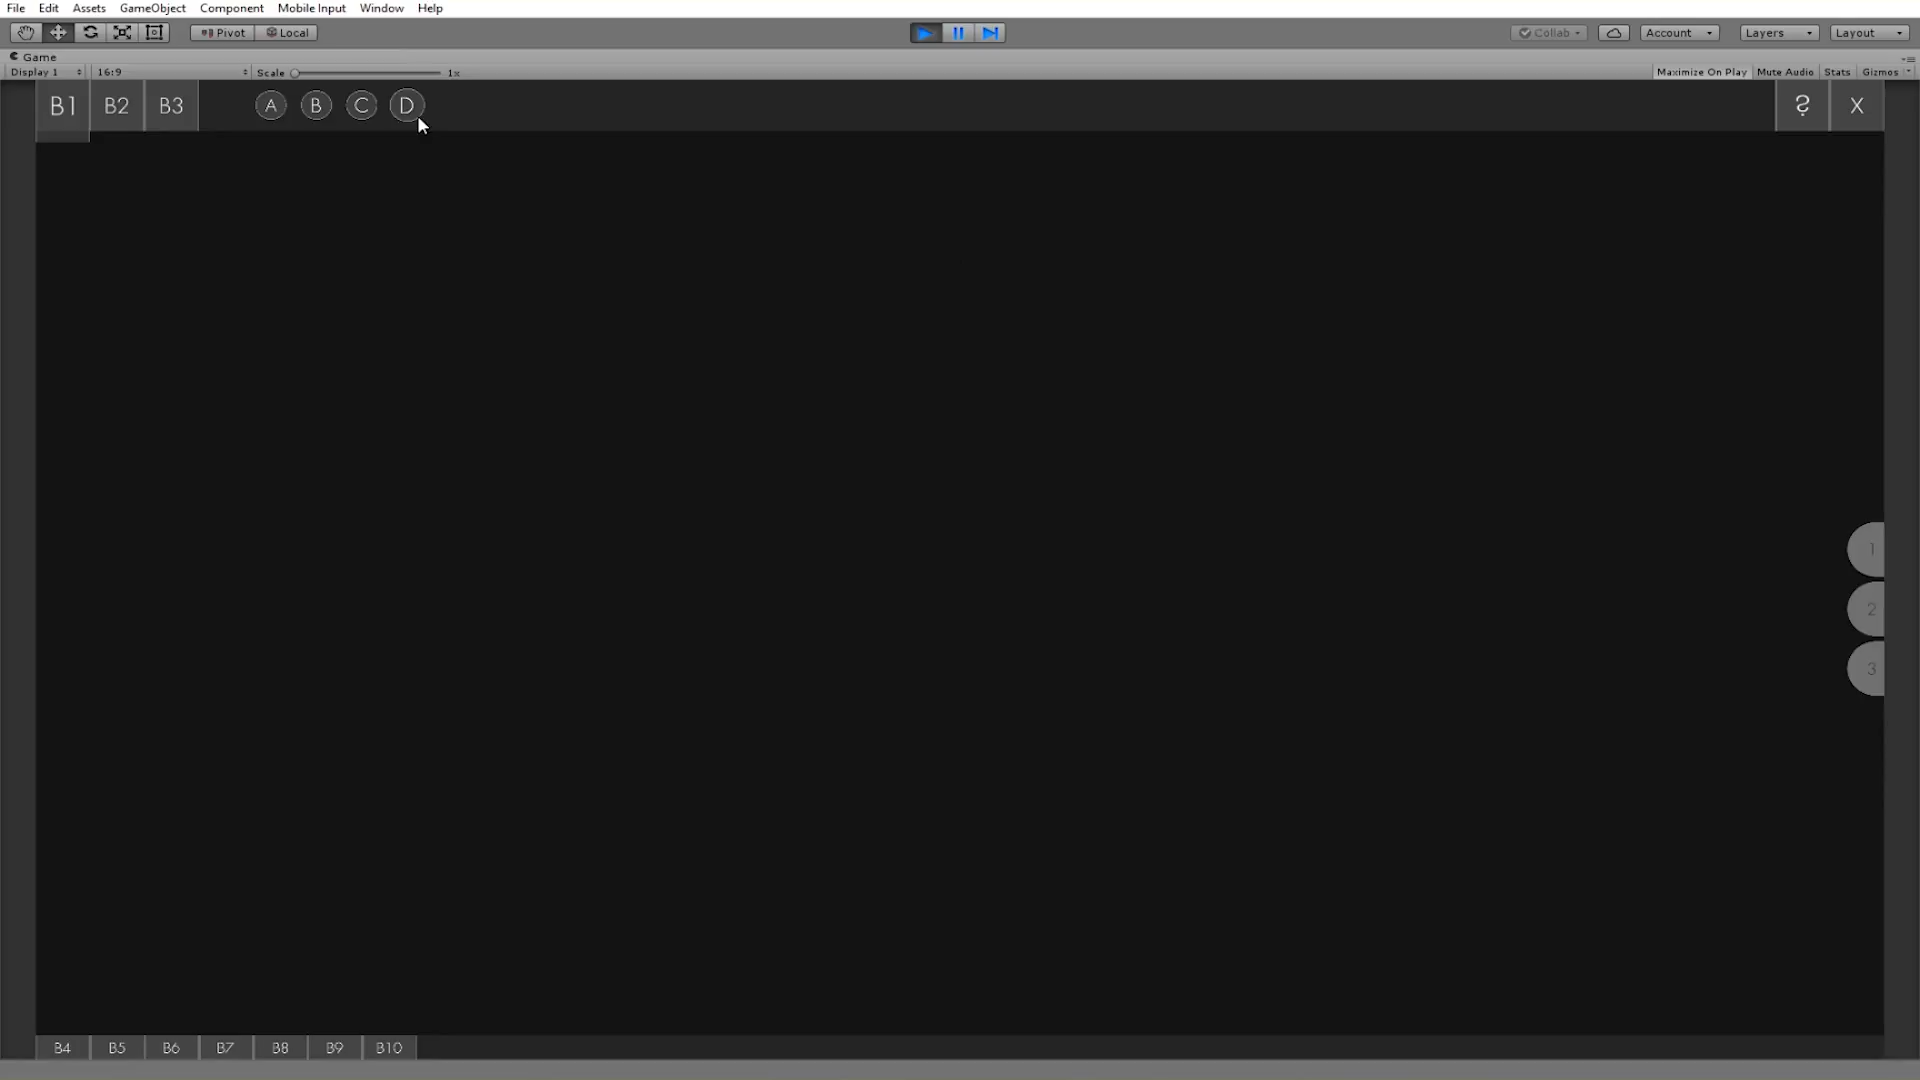 File Edit Assets GameObject Component Mobile Input Window Help
Pivot Local Collab Account Layers Layout
Game
Display 1 16:9 Scale 1x Maximize On Play Mute Audio Stats Gizmos
B1 B2 B3 A B C D ? X
1
2
3
B4 B5 B6 B7 B8 B9 B10